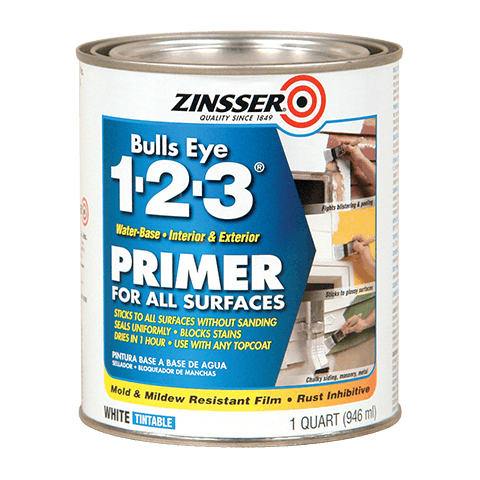 ZINSSER®
QUALITY SINCE 1849
Bulls Eye
1-2-3®
Water-Base • Interior & Exterior
PRIMER
FOR ALL SURFACES
STICKS TO ALL SURFACES WITHOUT SANDING
SEALS UNIFORMLY • BLOCKS STAINS
DRIES IN 1 HOUR • USE WITH ANY TOPCOAT
PINTURA BASE A BASE DE AGUA
SELLADOR • BLOQUEADOR DE MANCHAS
Fights blistering & peeling
Sticks to glossy surfaces
Chalky siding, masonry, metal
Mold & Mildew Resistant Film • Rust Inhibitive
WHITE TINTABLE
1 QUART (946 ml)